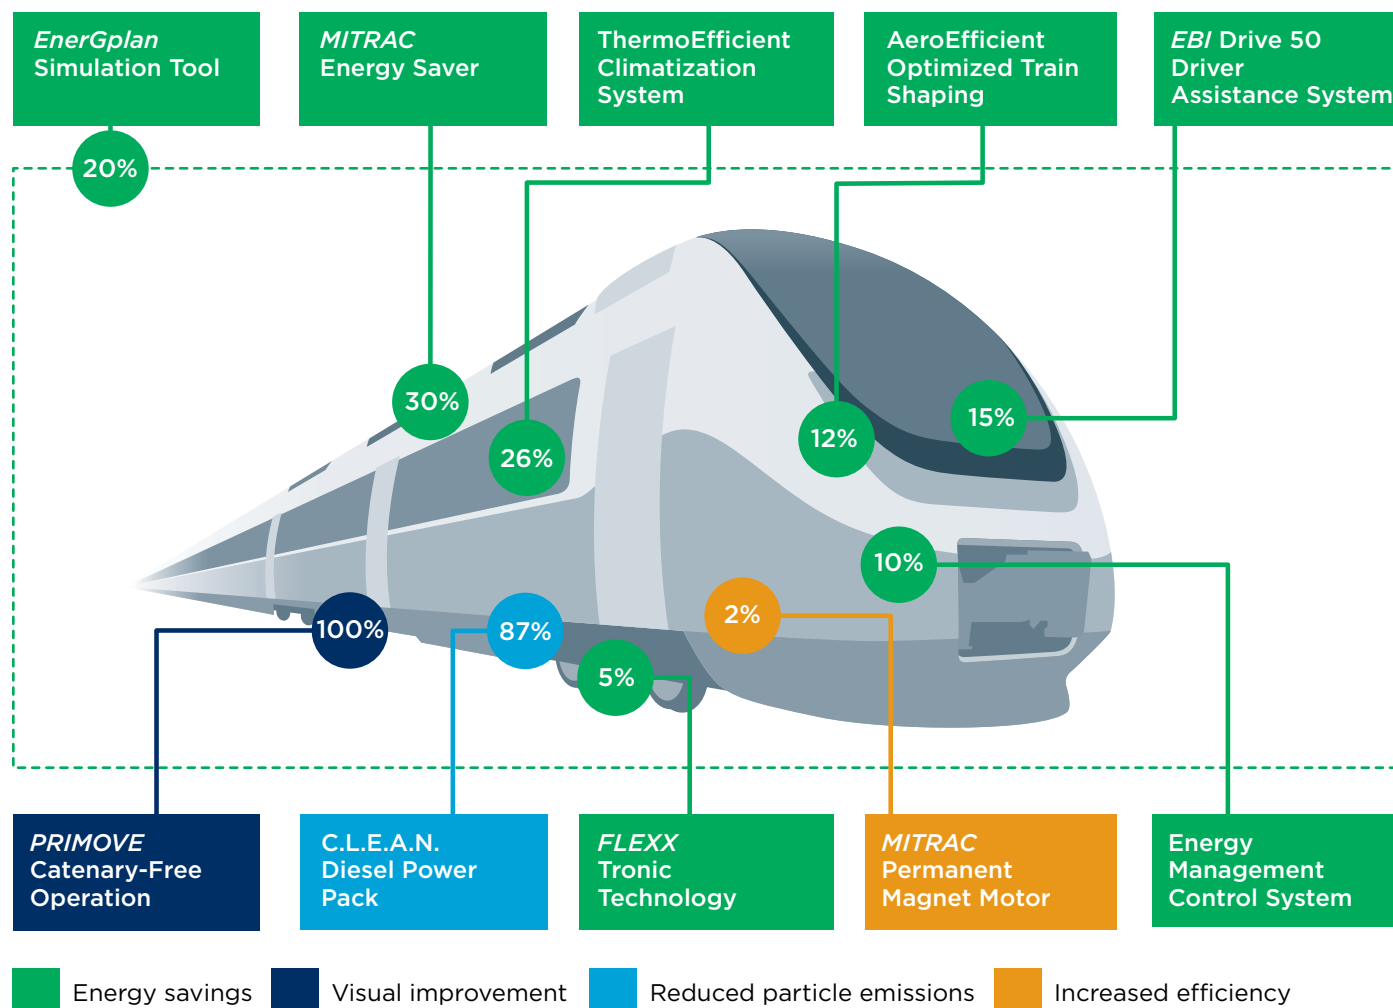 EnerGplan
Simulation Tool
MITRAC
Energy Saver
ThermoEfficient
Climatization
System
AeroEfficient
Optimized Train
Shaping
EBI Drive 50
Driver
Assistance System
20%
30%
26%
12%
15%
10%
100%
87%
5%
2%
PRIMOVE
Catenary-Free
Operation
C.L.E.A.N.
Diesel Power
Pack
FLEXX
Tronic
Technology
MITRAC
Permanent
Magnet Motor
Energy
Management
Control System
Energy savings
Visual improvement
Reduced particle emissions
Increased efficiency